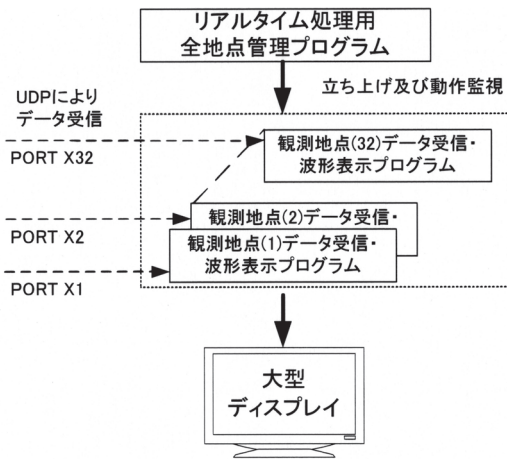 リアルタイム処理用
全地点管理プログラム
立ち上げ及び動作監視
UDPにより
データ受信
PORT X32
観測地点(32)データ受信・
波形表示プログラム
PORT X2
観測地点(2)データ受信・
観測地点(1)データ受信・
波形表示プログラム
PORT X1
大型
ディスプレイ